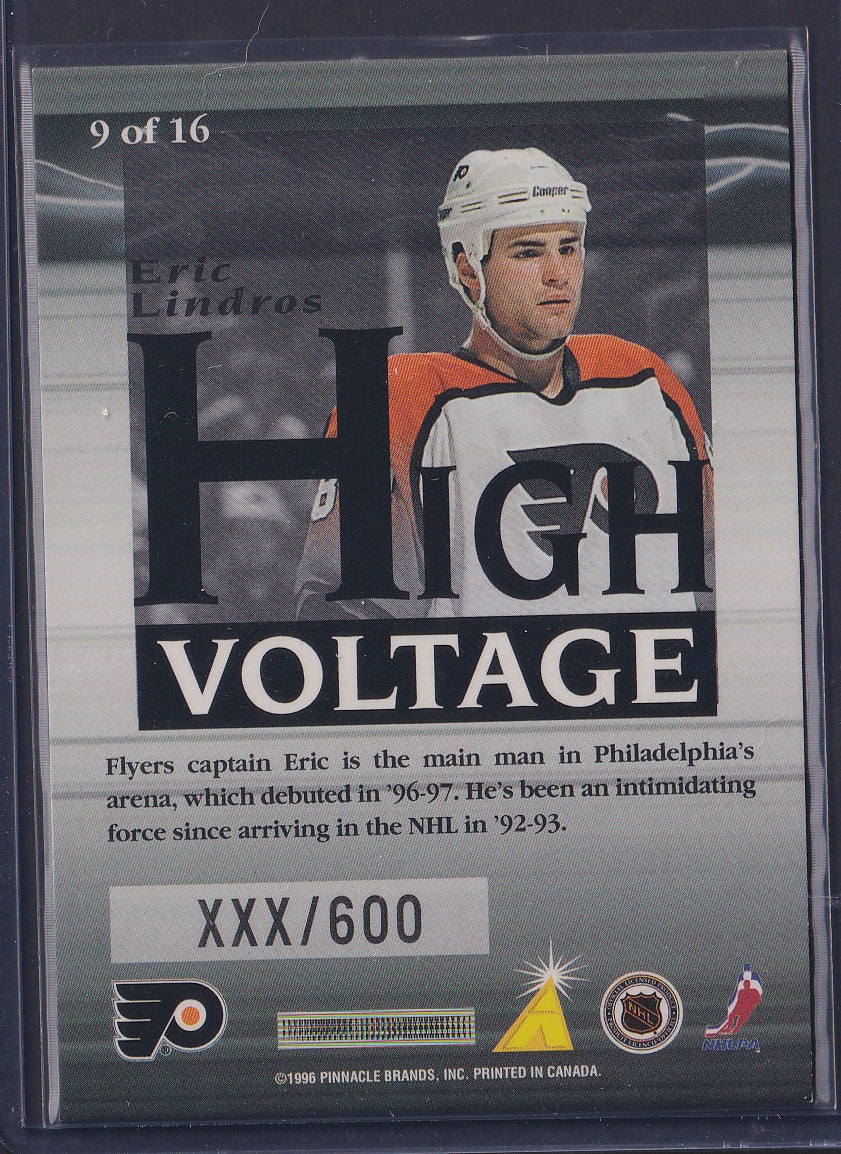 9 of 16
Cooper
Eric
Lindros
HIGH
VOLTAGE
Flyers captain Eric is the main man in Philadelphia's
arena, which debuted in '96-97. He's been an intimidating
force since arriving in the NHL in '92-93.
XXX/600
NHL
NHLPA
©1996 PINNACLE BRANDS, INC. PRINTED IN CANADA.